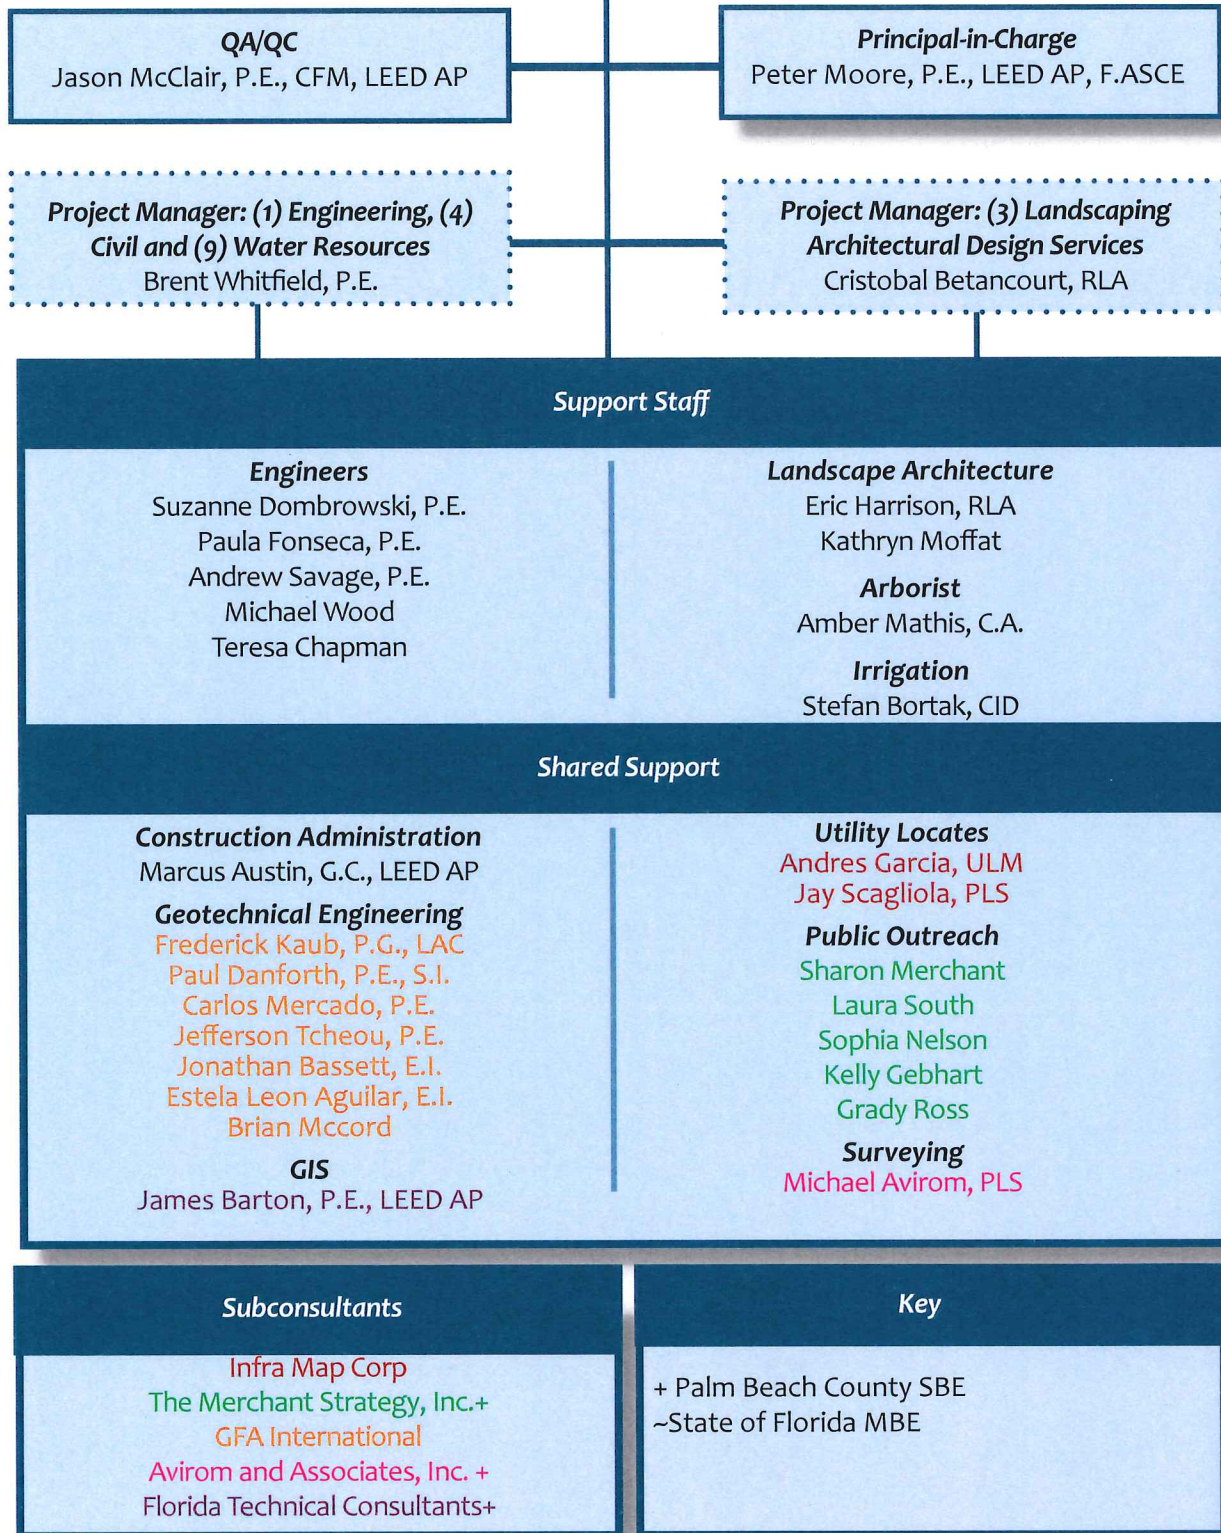 QA/QC
Jason McClair, P.E., CFM, LEED AP
Principal-in-Charge
Peter Moore, P.E., LEED AP, F.ASCE
Project Manager: (1) Engineering, (4)
Civil and (9) Water Resources
Brent Whitfield, P.E.
Project Manager: (3) Landscaping
Architectural Design Services
Cristobal Betancourt, RLA
Support Staff
Engineers
Suzanne Dombrowski, P.E.
Paula Fonseca, P.E.
Andrew Savage, P.E.
Michael Wood
Teresa Chapman
Landscape Architecture
Eric Harrison, RLA
Kathryn Moffat
Arborist
Amber Mathis, C.A.
Irrigation
Stefan Bortak, CID
Shared Support
Construction Administration
Marcus Austin, G.C., LEED AP
Geotechnical Engineering
Frederick Kaub, P.G., LAC
Paul Danforth, P.E., S.I.
Carlos Mercado, P.E.
Jefferson Tcheou, P.E.
Jonathan Bassett, E.I.
Estela Leon Aguilar, E.I.
Brian Mccord
GIS
James Barton, P.E., LEED AP
Utility Locates
Andres Garcia, ULM
Jay Scagliola, PLS
Public Outreach
Sharon Merchant
Laura South
Sophia Nelson
Kelly Gebhart
Grady Ross
Surveying
Michael Avirom, PLS
Subconsultants
Infra Map Corp
The Merchant Strategy, Inc.+
GFA International
Avirom and Associates, Inc. +
Florida Technical Consultants+
Key
+ Palm Beach County SBE
~State of Florida MBE